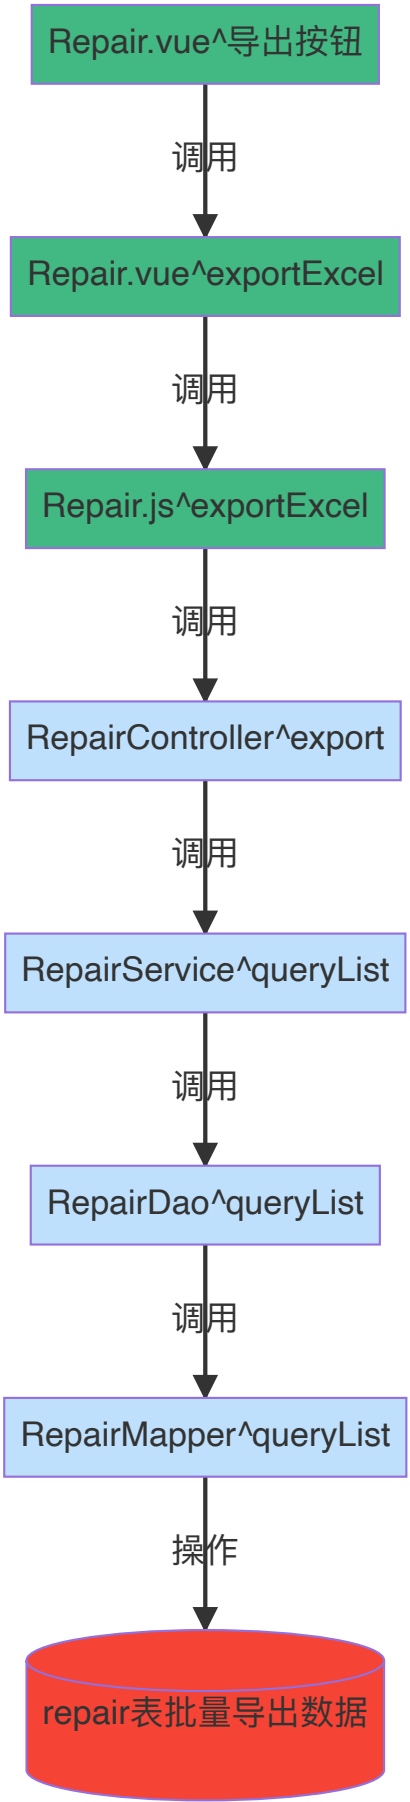 Repair.vue^导出按钮
调用
Repair.vue^exportExcel
调用
Repair.js^exportExcel
调用
RepairController^export
调用
RepairService^queryList
调用
RepairDao^queryList
调用
RepairMapper^queryList
操作
repair表批量导出数据